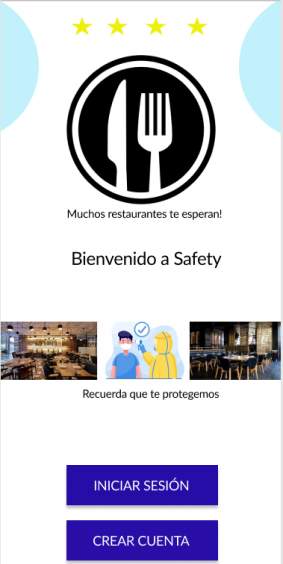 Muchos restaurantes te esperan!
Bienvenido a Safety
Recuerda que te protegemos
INICIAR SESIÓN
CREAR CUENTA